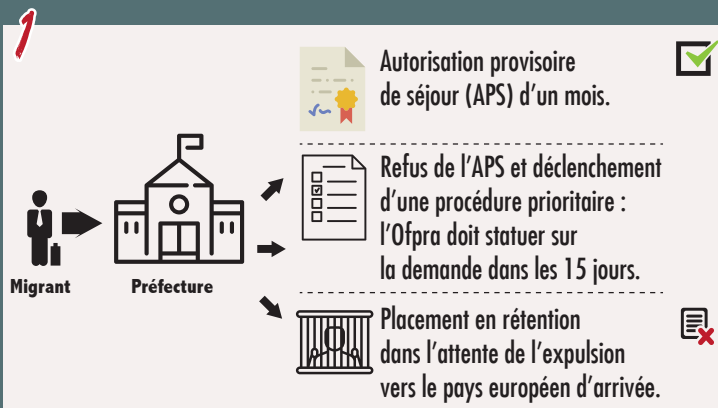 1
Autorisation provisoire
de séjour (APS) d'un mois.
Refus de l'APS et déclenchement
d'une procédure prioritaire :
l'Ofpra doit statuer sur
la demande dans les 15 jours.
Migrant
Préfecture
Placement en rétention
dans l'attente de l'expulsion
vers le pays européen d'arrivée.